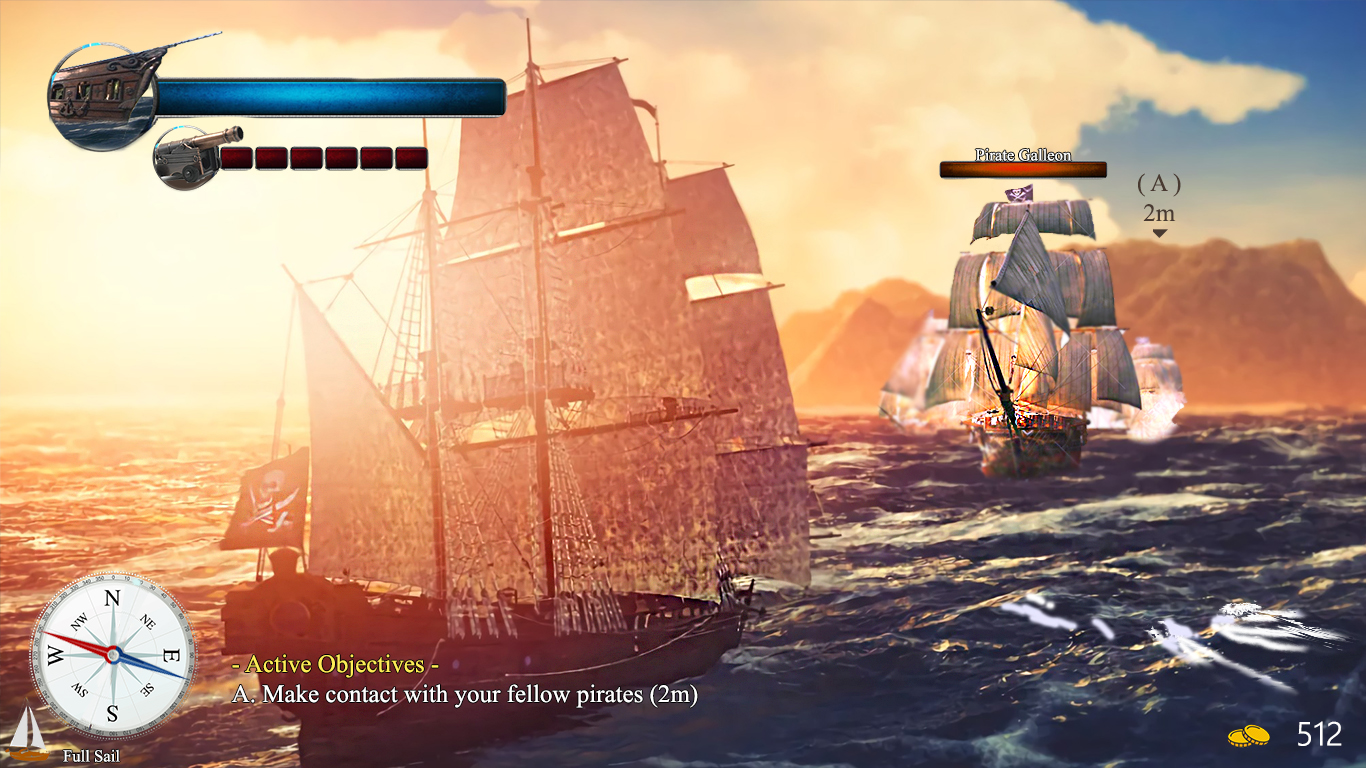 Pirate Galleon
( A )
2m
N
NE
E
SE
S
SW
W
NW
- Active Objectives -
A. Make contact with your fellow pirates (2m)
Full Sail
512